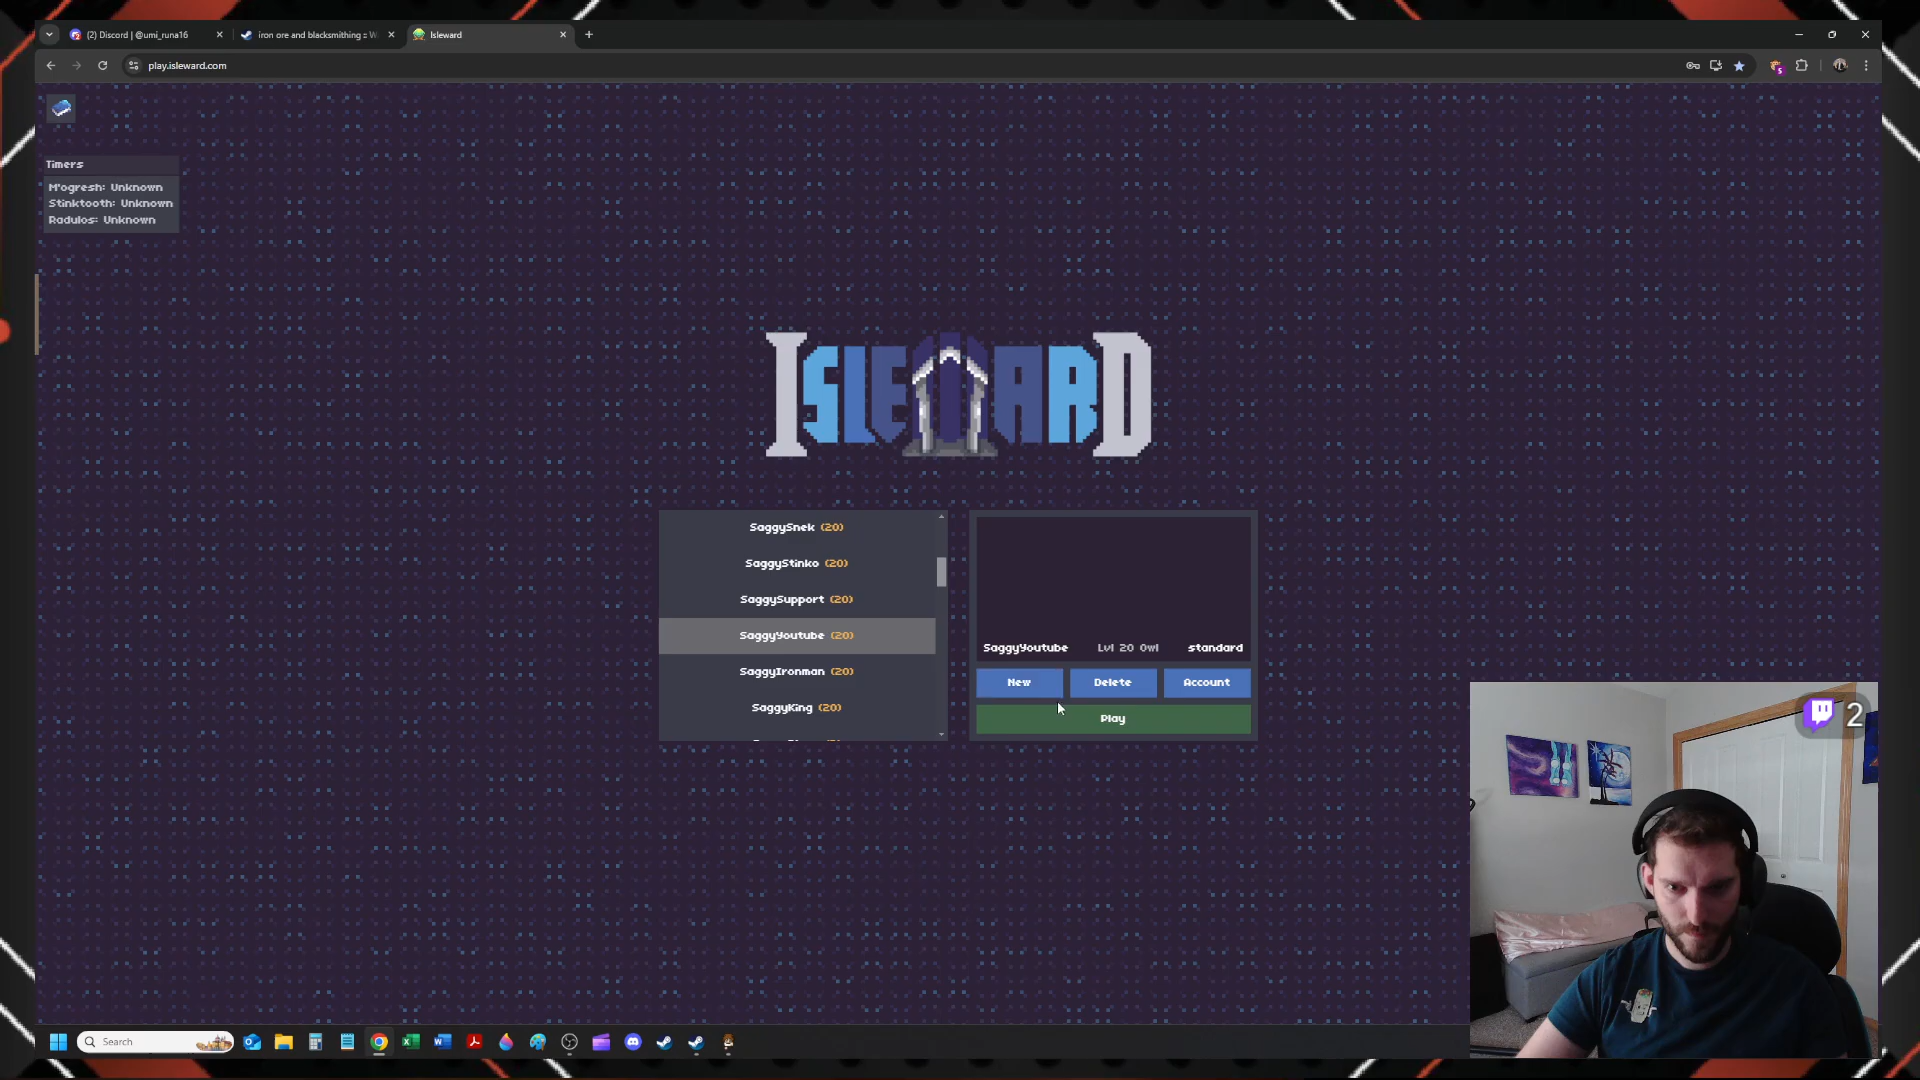 (2) Discord | @umi_runa16
iron ore and blacksmithing :: W
Isleward
play.isleward.com
5
Timers
M'ogresh: Unknown
Stinktooth: Unknown
Radulos: Unknown
ISLEWARD
SaggySnek (20)
SaggyStinko (20)
SaggySupport (20)
SaggyYoutube (20)
SaggyIronman (20)
SaggyKing (20)
SaggyYoutube Lvl 20 Owl standard
New Delete Account
Play
2
Search